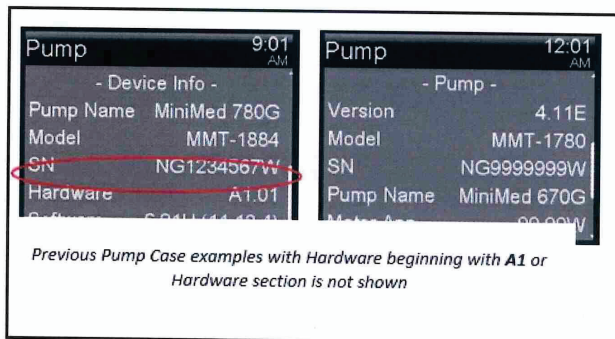 Pump 9:01 AM
- Device Info -
Pump Name MiniMed 780G
Model MMT-1884
SN NG1234567W
Hardware A1.01
Pump 12:01 AM
- Pump -
Version 4.11E
Model MMT-1780
SN NG9999999W
Pump Name MiniMed 670G
Previous Pump Case examples with Hardware beginning with A1 or
Hardware section is not shown